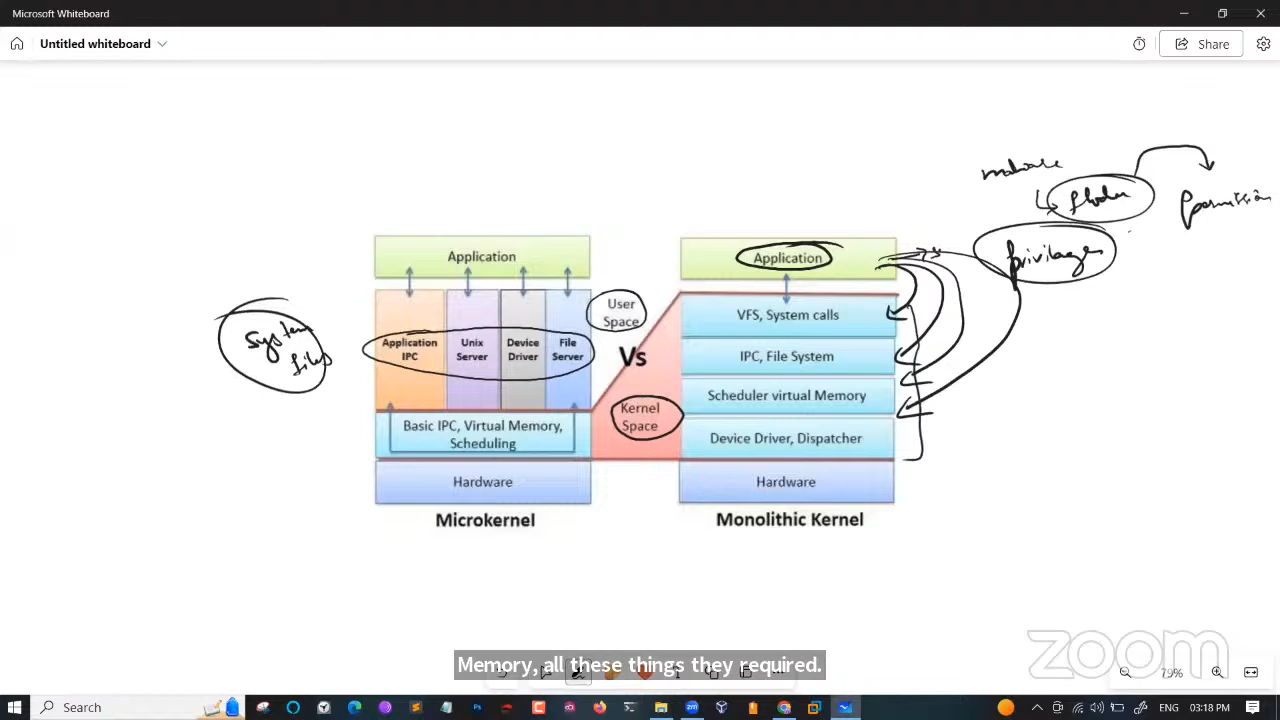 Microsoft Whiteboard
Untitled whiteboard
Share
malware
folder
permission
privilages
System
files
Application
Application
IPC
Unix
Server
Device
Driver
File
Server
Basic IPC, Virtual Memory,
Scheduling
Hardware
Microkernel
User
Space
Vs
Kernel
Space
Application
VFS, System calls
IPC, File System
Scheduler virtual Memory
Device Driver, Dispatcher
Hardware
Monolithic Kernel
zoom
Memory, all these things they required.
79%
Search
ENG
03:18 PM